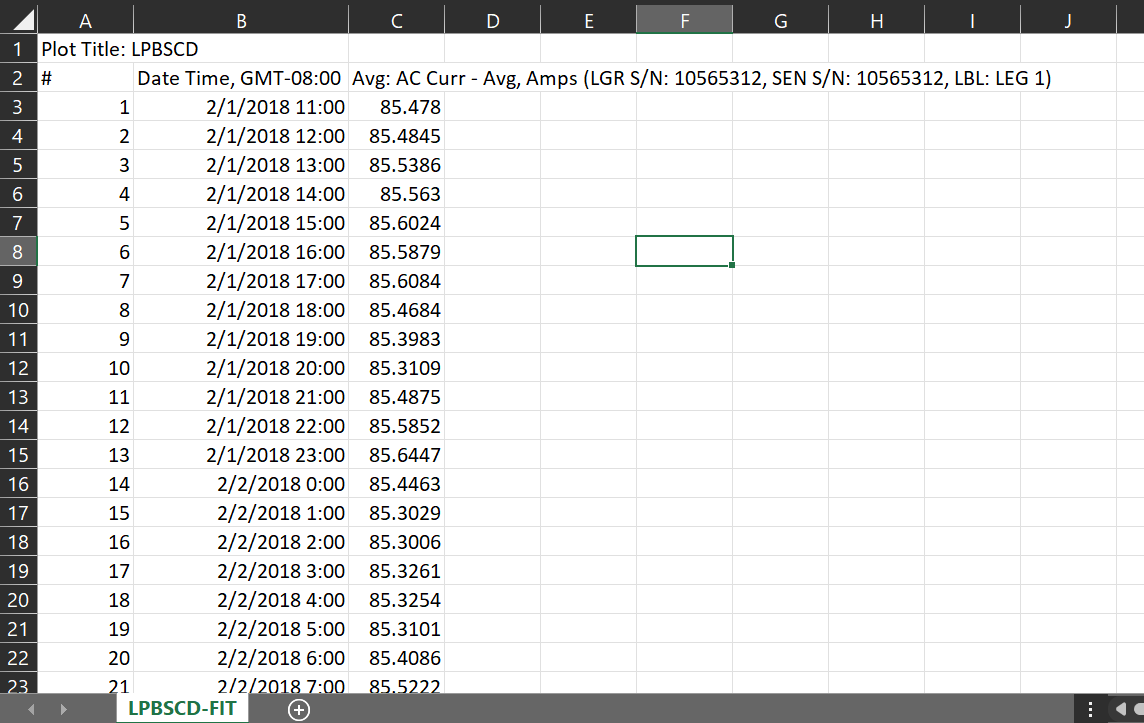 A B C D E F G H I J
1 Plot Title: LPBSCD
2 # Date Time, GMT-08:00 Avg: AC Curr - Avg, Amps (LGR S/N: 10565312, SEN S/N: 10565312, LBL: LEG 1)
3 1 2/1/2018 11:00 85.478
4 2 2/1/2018 12:00 85.4845
5 3 2/1/2018 13:00 85.5386
6 4 2/1/2018 14:00 85.563
7 5 2/1/2018 15:00 85.6024
8 6 2/1/2018 16:00 85.5879
9 7 2/1/2018 17:00 85.6084
10 8 2/1/2018 18:00 85.4684
11 9 2/1/2018 19:00 85.3983
12 10 2/1/2018 20:00 85.3109
13 11 2/1/2018 21:00 85.4875
14 12 2/1/2018 22:00 85.5852
15 13 2/1/2018 23:00 85.6447
16 14 2/2/2018 0:00 85.4463
17 15 2/2/2018 1:00 85.3029
18 16 2/2/2018 2:00 85.3006
19 17 2/2/2018 3:00 85.3261
20 18 2/2/2018 4:00 85.3254
21 19 2/2/2018 5:00 85.3101
22 20 2/2/2018 6:00 85.4086
23 21 2/2/2018 7:00 85.5222
LPBSCD-FIT